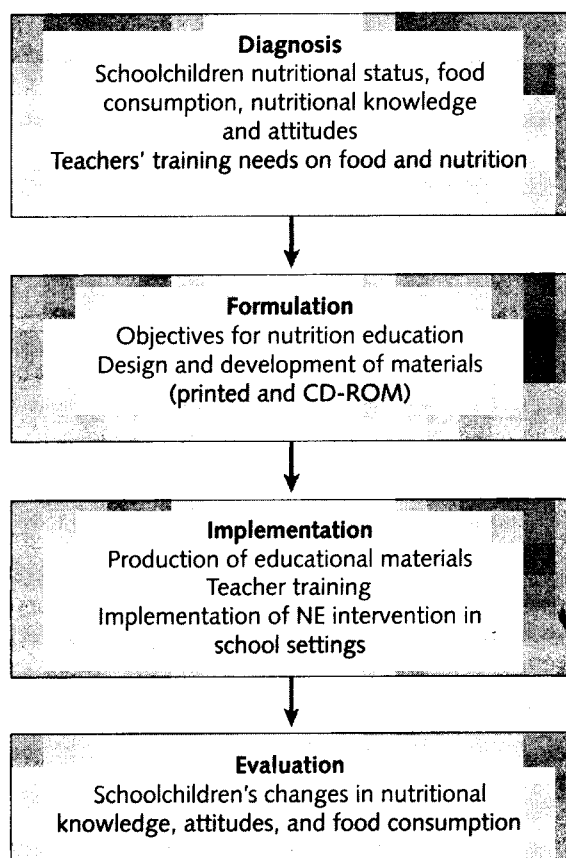 Diagnosis
Schoolchildren nutritional status, food
consumption, nutritional knowledge
and attitudes
Teachers' training needs on food and nutrition
Formulation
Objectives for nutrition education
Design and development of materials
(printed and CD-ROM)
Implementation
Production of educational materials
Teacher training
Implementation of NE intervention in
school settings
Evaluation
Schoolchildren's changes in nutritional
knowledge, attitudes, and food consumption